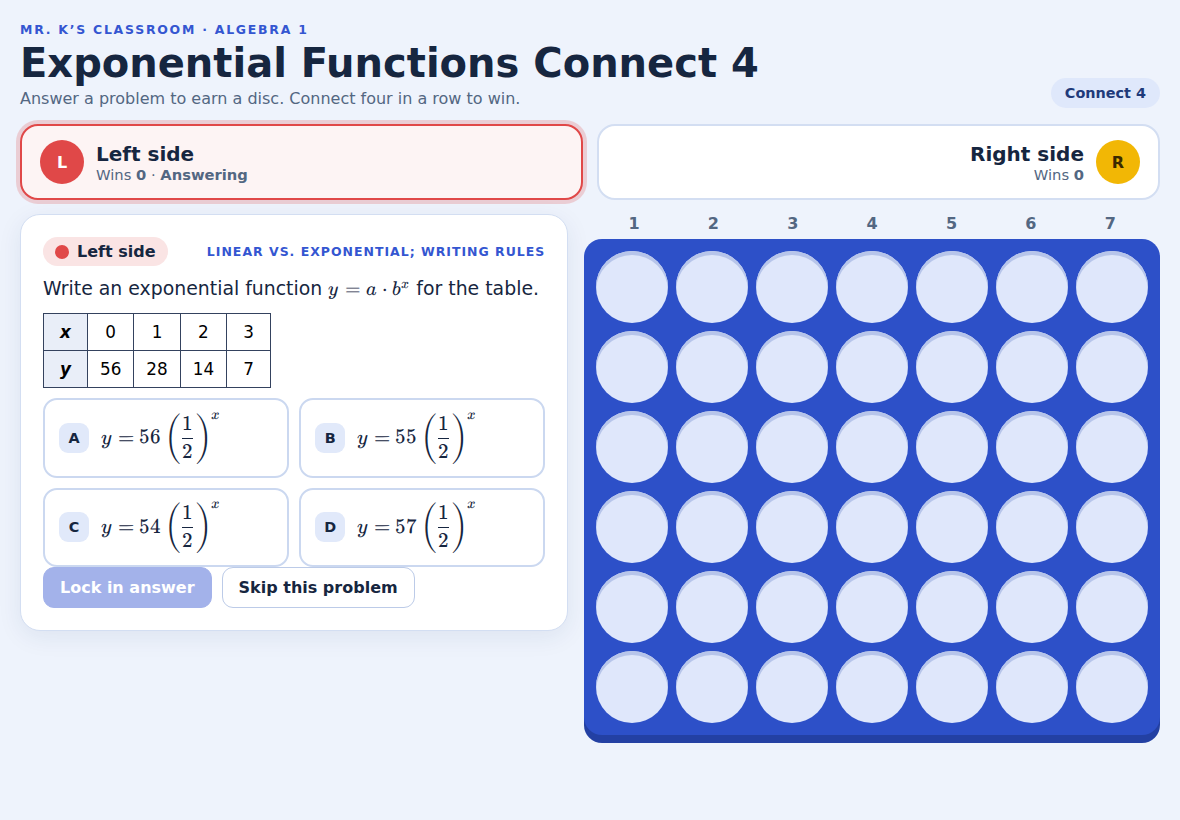 MR. K’S CLASSROOM · ALGEBRA 1
Exponential Functions Connect 4
Answer a problem to earn a disc. Connect four in a row to win.
Connect 4
L
Left side
Wins 0 · Answering
Right side
Wins 0
R
Left side
LINEAR VS. EXPONENTIAL; WRITING RULES
Write an exponential function y = a · b^x for the table.
x 0 1 2 3
y 56 28 14 7
A y = 56 (1/2)^x
B y = 55 (1/2)^x
C y = 54 (1/2)^x
D y = 57 (1/2)^x
Lock in answer
Skip this problem
1 2 3 4 5 6 7